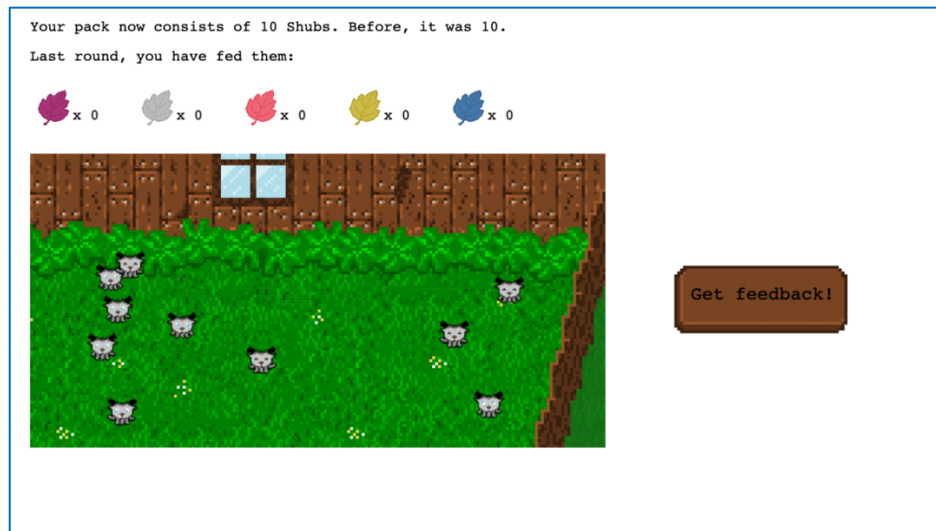 Your pack now consists of 10 Shubs. Before, it was 10.
Last round, you have fed them:
x 0 x 0 x 0 x 0 x 0
Get feedback!